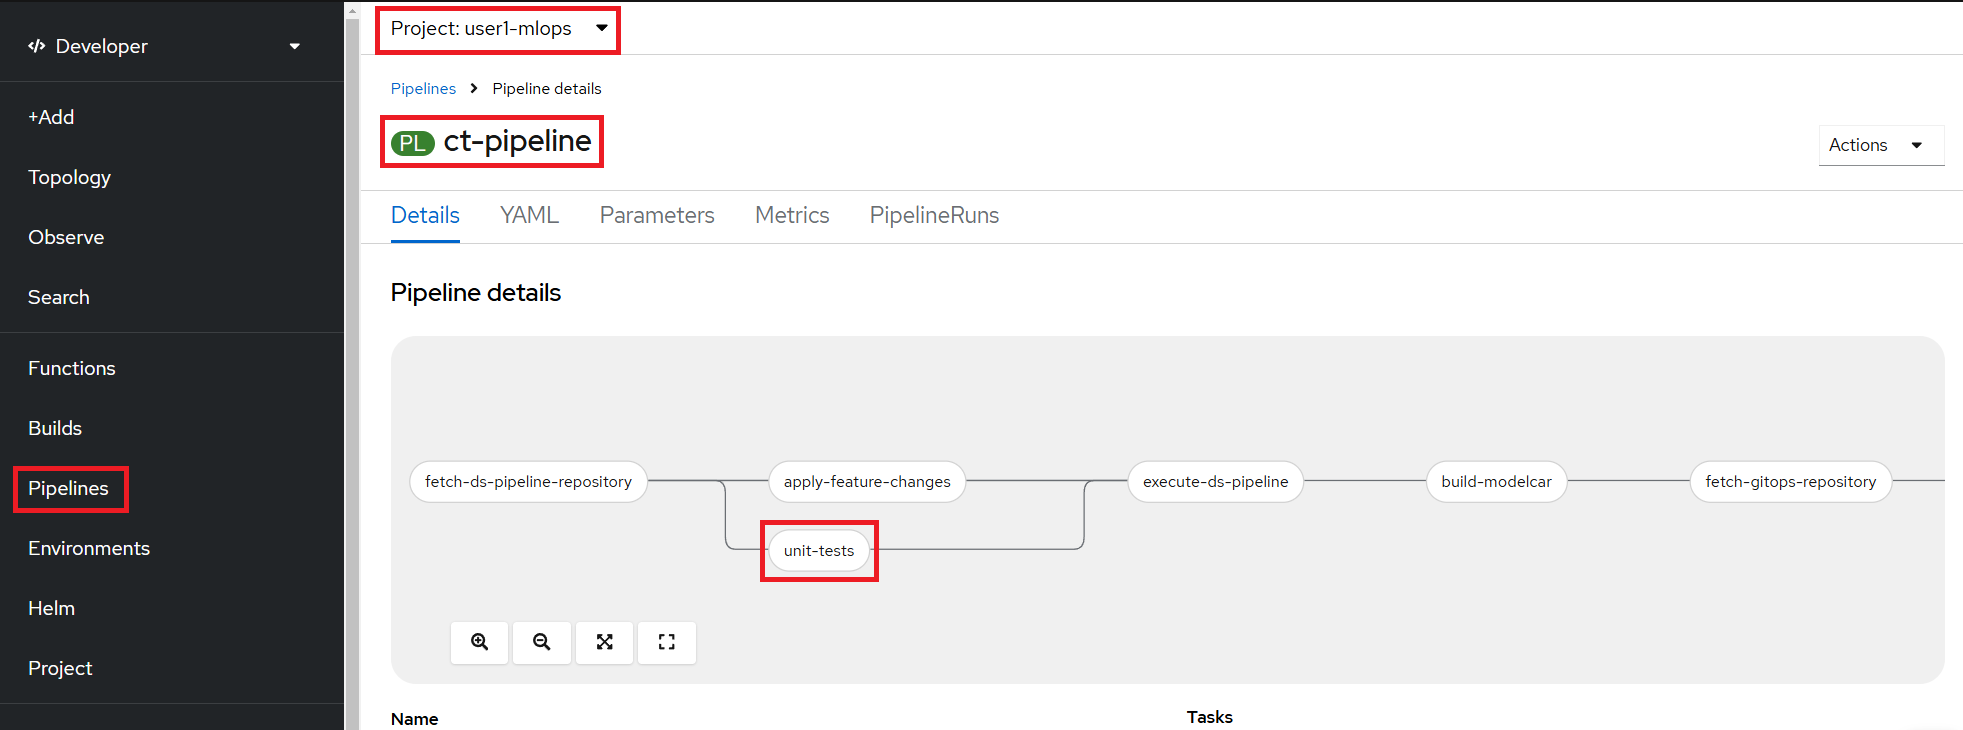 Developer
+Add
Topology
Observe
Search
Functions
Builds
Pipelines
Environments
Helm
Project
Project: user1-mlops
Pipelines > Pipeline details
PL ct-pipeline
Actions
Details YAML Parameters Metrics PipelineRuns
Pipeline details
fetch-ds-pipeline-repository apply-feature-changes execute-ds-pipeline build-modelcar fetch-gitops-repository
unit-tests
Name Tasks